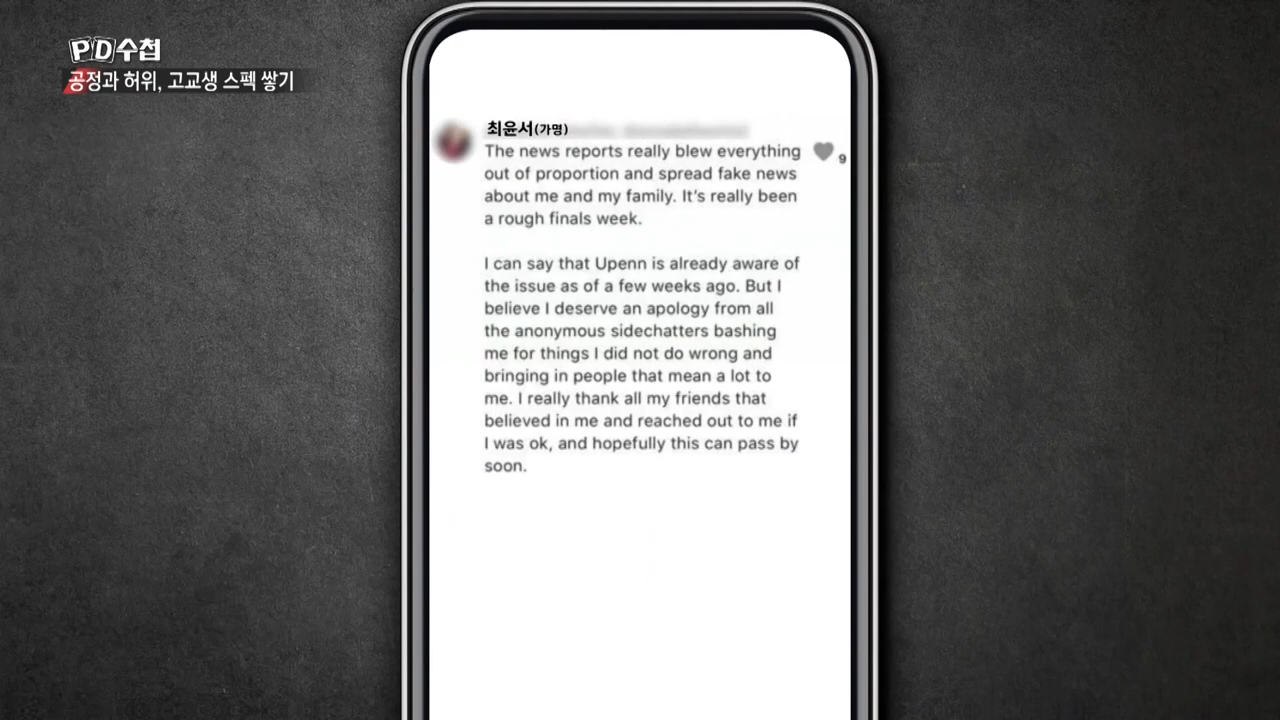 PD수첩
공정과 허위, 고교생 스펙 쌓기
최윤서(가명)
The news reports really blew everything
out of proportion and spread fake news
about me and my family. It's really been
a rough finals week.
9
I can say that Upenn is already aware of
the issue as of a few weeks ago. But I
believe I deserve an apology from all
the anonymous sidechatters bashing
me for things I did not do wrong and
bringing in people that mean a lot to
me. I really thank all my friends that
believed in me and reached out to me if
I was ok, and hopefully this can pass by
soon.